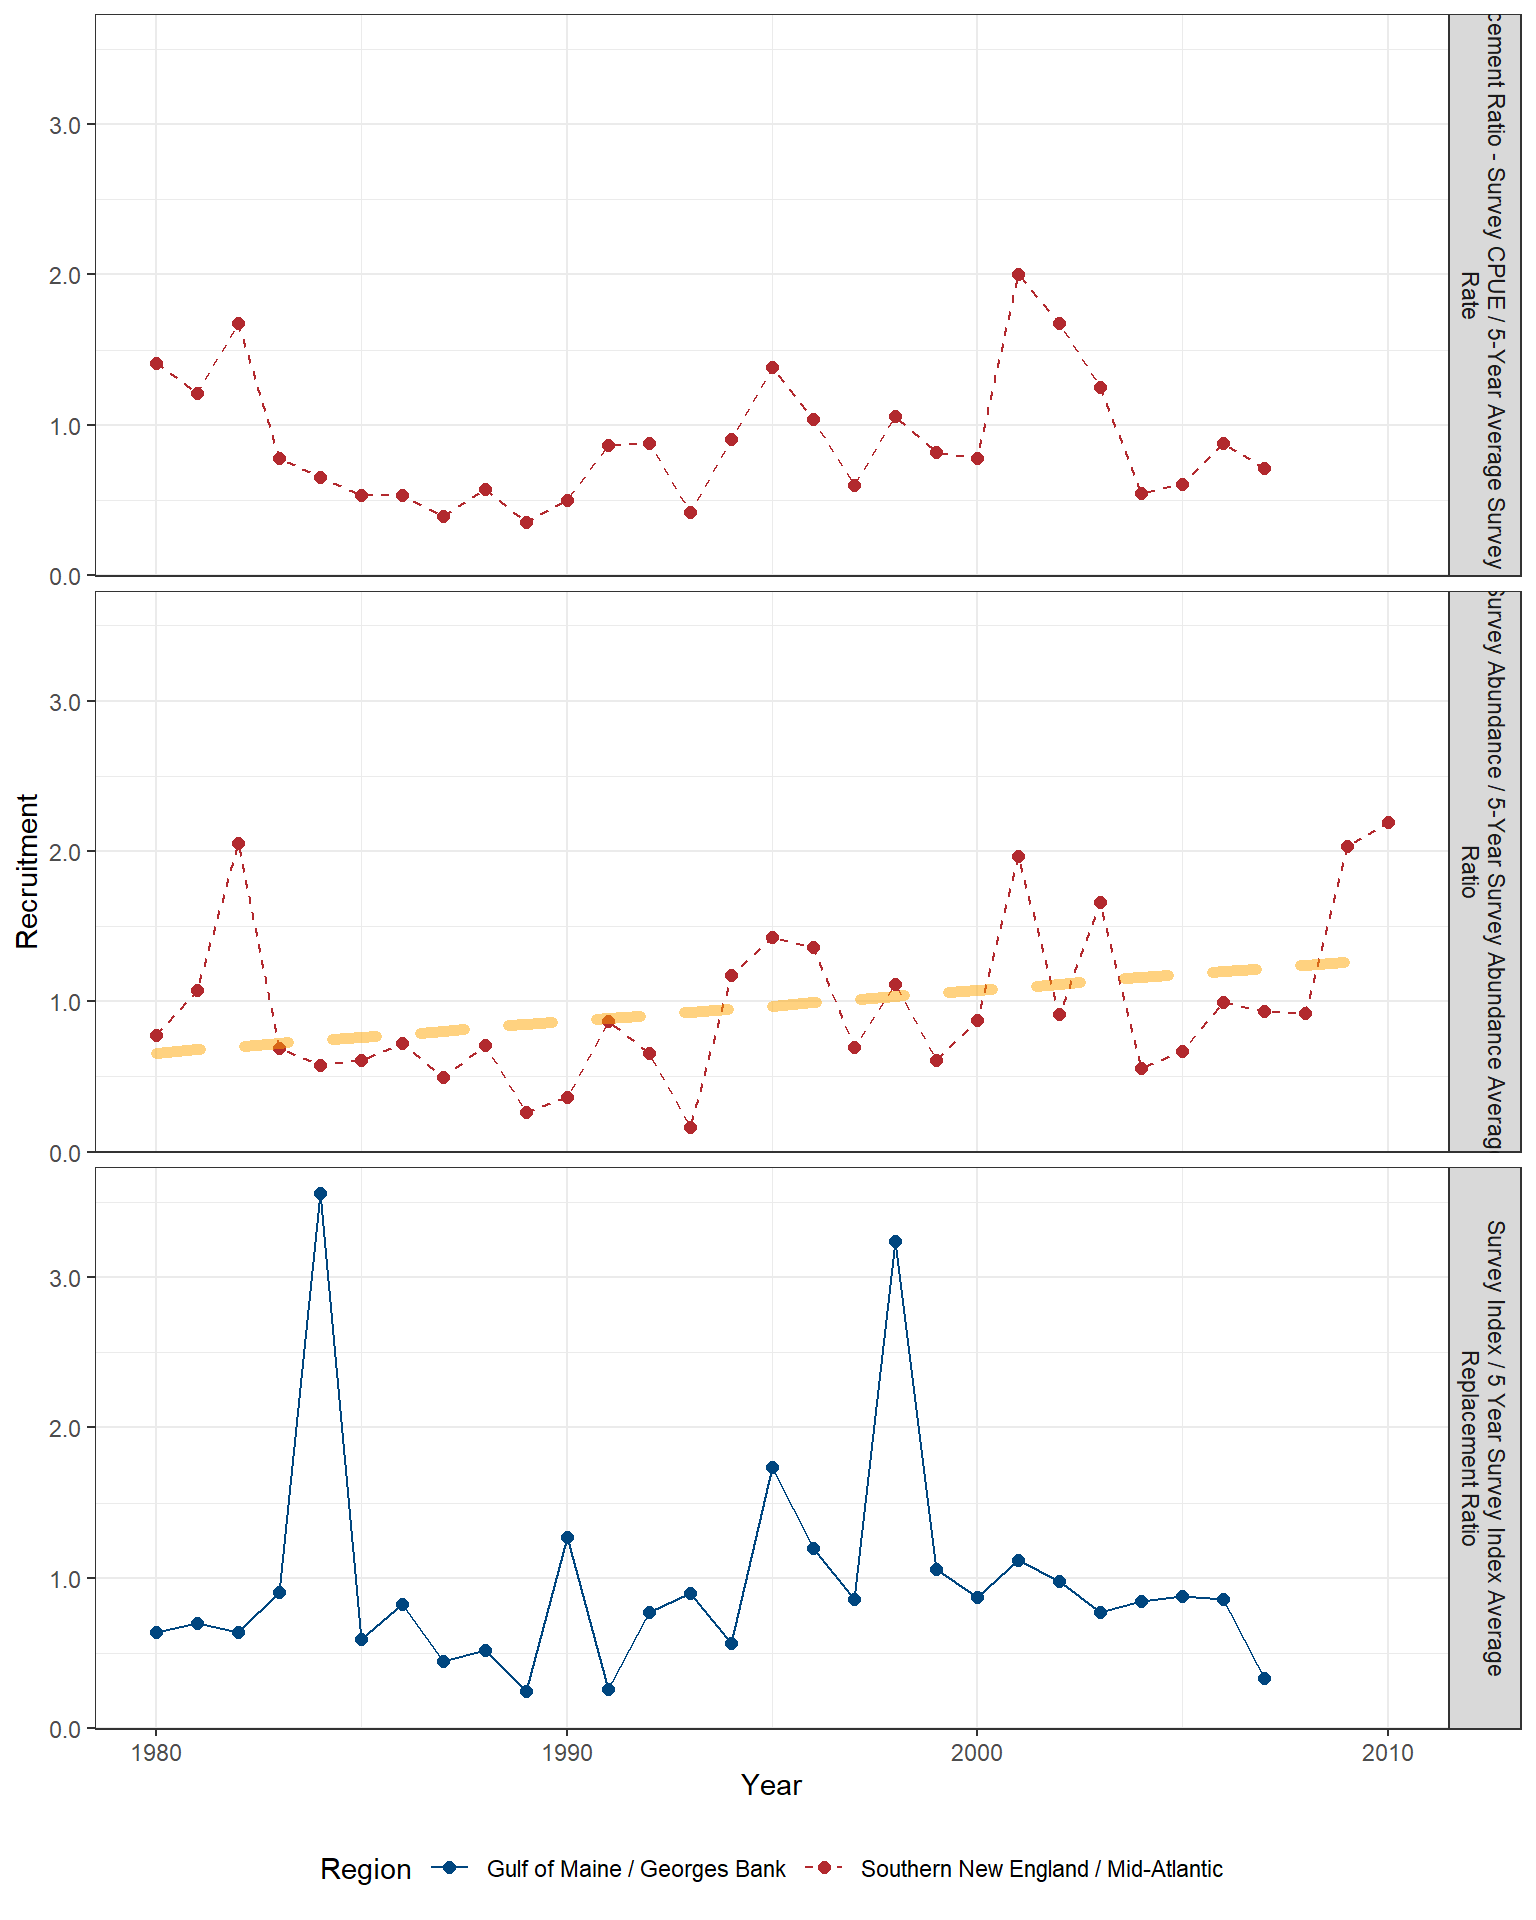 3.0
2.0
1.0
0.0
Ratio - Survey CPUE / 5-Year Average Survey
Rate
3.0
2.0
1.0
0.0
Survey Abundance / 5-Year Survey Abundance
Ratio
Recruitment
3.0
2.0
1.0
0.0
Survey Index / 5 Year Survey Index Average
Replacement Ratio
1980 1990 2000 2010
Year
Region Gulf of Maine / Georges Bank Southern New England / Mid-Atlantic